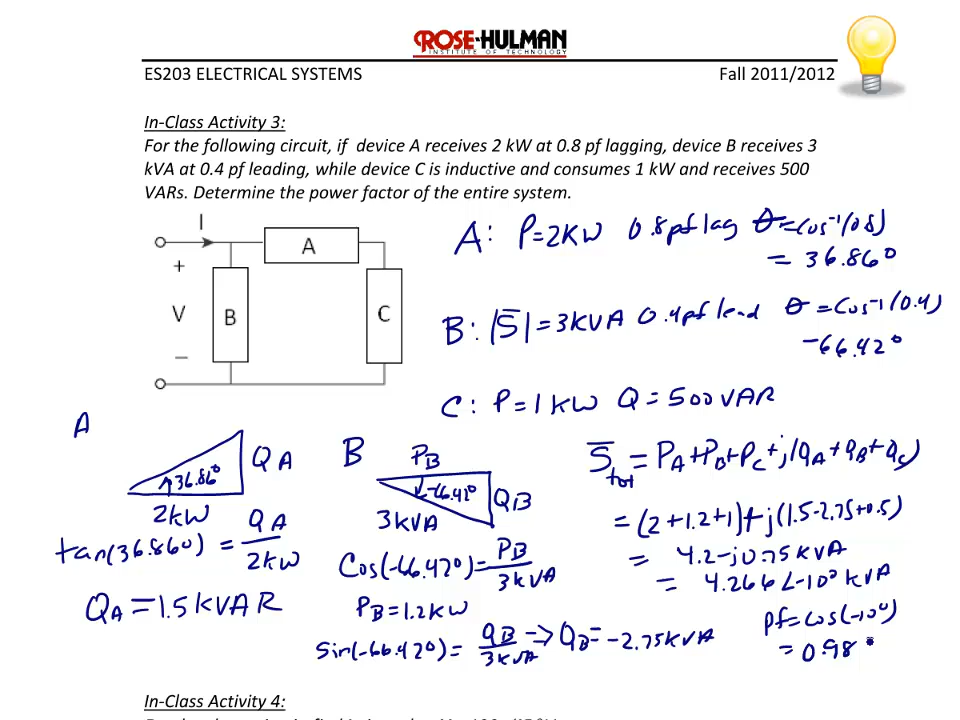 ROSE-HULMAN
INSTITUTE OF TECHNOLOGY
ES203 ELECTRICAL SYSTEMS Fall 2011/2012
In-Class Activity 3:
For the following circuit, if device A receives 2 kW at 0.8 pf lagging, device B receives 3
kVA at 0.4 pf leading, while device C is inductive and consumes 1 kW and receives 500
VARs. Determine the power factor of the entire system.
I
A
+
V
B
C
−
A: P=2KW 0.8pf lag θ=cos⁻¹(0.8)
= 36.86°
B: |S̅| = 3KVA 0.4pf lead θ = cos⁻¹(0.4)
-66.42°
C: P=1KW Q=500VAR
A
36.86°
QA
2KW
tan(36.86°) = QA/2KW
QA = 1.5KVAR
B
PB
-66.42°
QB
3KVA
Cos(-66.42°) = PB/3KVA
PB=1.2KW
sin(-66.42°) = QB/3KVA → QB = -2.75KVA
S̅tot = PA+PB+PC+j(QA+QB+QC)
= (2+1.2+1)+j(1.5-2.75+0.5)
= 4.2-j0.75KVA
= 4.266∠-10° KVA
pf=cos(-10°)
=0.98
In-Class Activity 4: